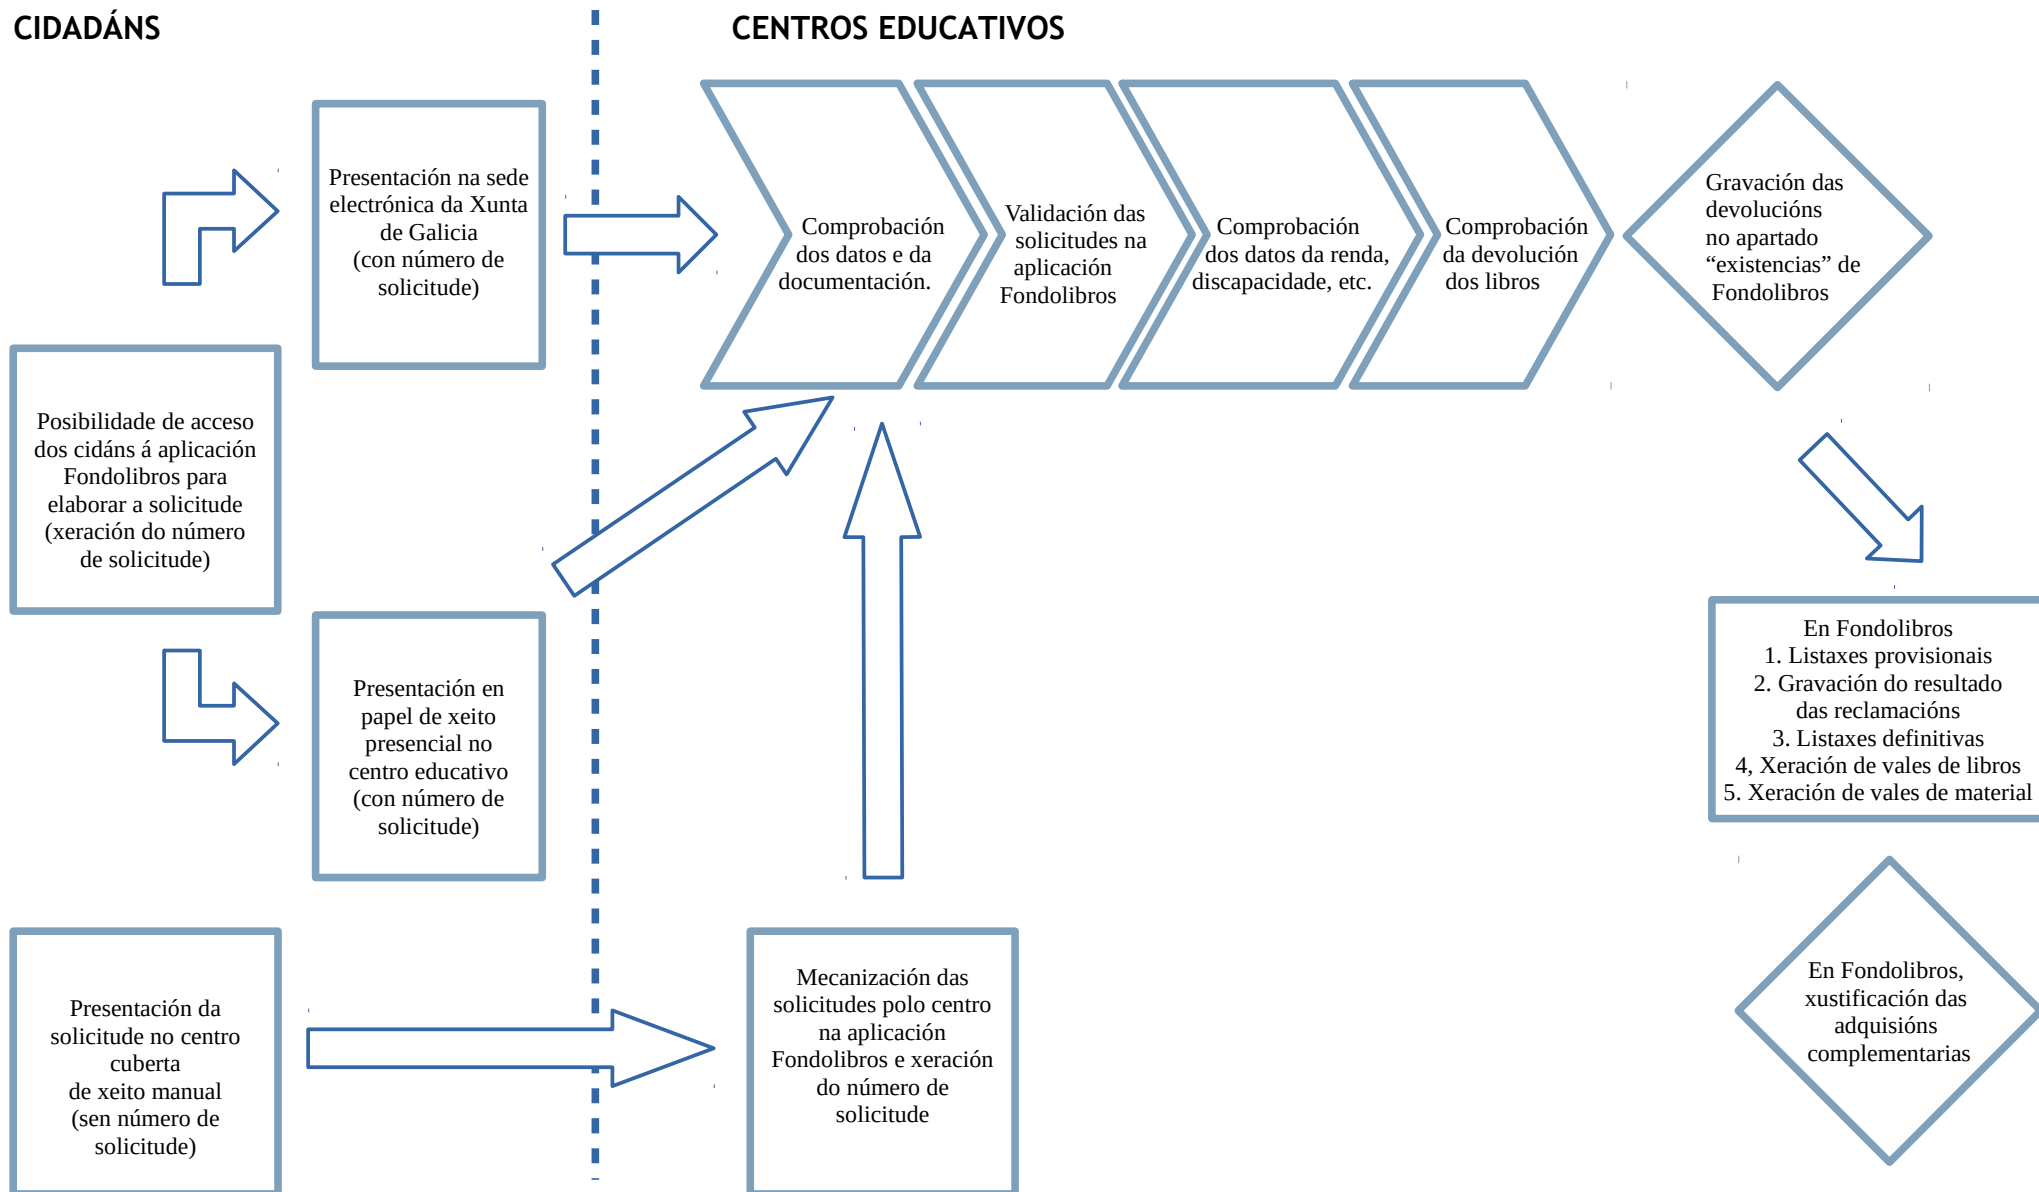 CIDADÁNS
CENTROS EDUCATIVOS
Presentación na sede
electrónica da Xunta
de Galicia
(con número de
solicitude)
Comprobación
dos datos e da
documentación.
Validación das
solicitudes na
aplicación
Fondolibros
Comprobación
dos datos da renda,
discapacidade, etc.
Comprobación
da devolución
dos libros
Gravación das
devolucións
no apartado
“existencias” de
Fondolibros
Posibilidade de acceso
dos cidáns á aplicación
Fondolibros para
elaborar a solicitude
(xeración do número
de solicitude)
Presentación en
papel de xeito
presencial no
centro educativo
(con número de
solicitude)
En Fondolibros
1. Listaxes provisionais
2. Gravación do resultado
das reclamacións
3. Listaxes definitivas
4, Xeración de vales de libros
5. Xeración de vales de material
Presentación da
solicitude no centro
cuberta
de xeito manual
(sen número de
solicitude)
Mecanización das
solicitudes polo centro
na aplicación
Fondolibros e xeración
do número de
solicitude
En Fondolibros,
xustificación das
adquisións
complementarias